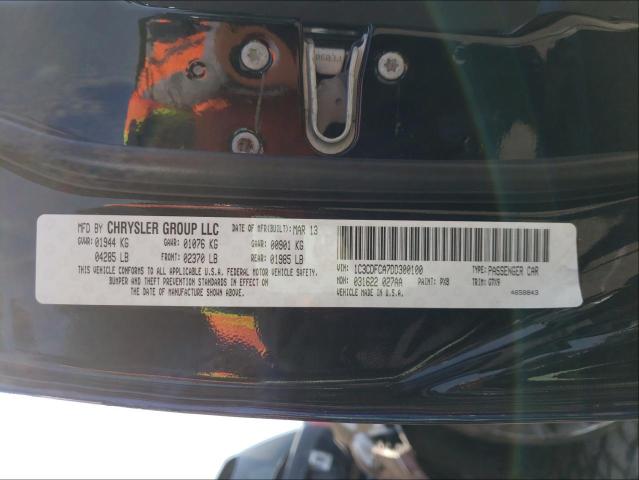 MFD BY CHRYSLER GROUP LLC DATE OF MFR(BUILT): MAR 13
GVWR: 01944 KG GAWR: 01076 KG GAWR: 00901 KG
04285 LB FRONT: 02370 LB REAR: 01985 LB
THIS VEHICLE CONFORMS TO ALL APPLICABLE U.S.A. FEDERAL MOTOR VEHICLE SAFETY,
BUMPER AND THEFT PREVENTION STANDARDS IN EFFECT ON
THE DATE OF MANUFACTURE SHOWN ABOVE.
VIN: 1C3CDFCA7DD300100 TYPE: PASSENGER CAR
MDH: 031622 027AA PAINT: PX8 TRIM: GTX9
VEHICLE MADE IN U.S.A. 4658843